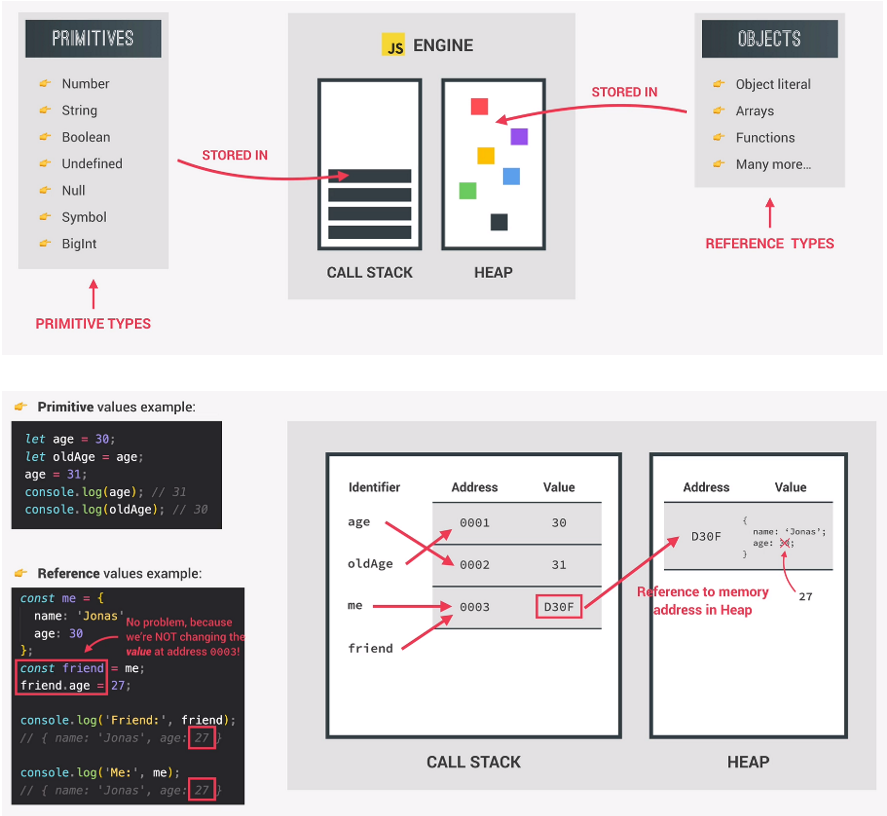 PRIMITIVES
Number
String
Boolean
Undefined
Null
Symbol
BigInt
PRIMITIVE TYPES
STORED IN
JS ENGINE
CALL STACK
HEAP
STORED IN
OBJECTS
Object literal
Arrays
Functions
Many more…
REFERENCE TYPES
Primitive values example:
let age = 30;
let oldAge = age;
age = 31;
console.log(age); // 31
console.log(oldAge); // 30
Reference values example:
const me = {
name: 'Jonas'
age: 30
};
const friend = me;
friend.age = 27;
console.log('Friend:', friend);
// { name: 'Jonas', age: 27 }
console.log('Me:', me);
// { name: 'Jonas', age: 27 }
No problem, because
we're NOT changing the
value at address 0003!
Identifier Address Value
age 0001 30
oldAge 0002 31
me 0003 D30F
friend
CALL STACK
Address Value
D30F
{
name: 'Jonas';
age: 30;
}
27
Reference to memory
address in Heap
HEAP